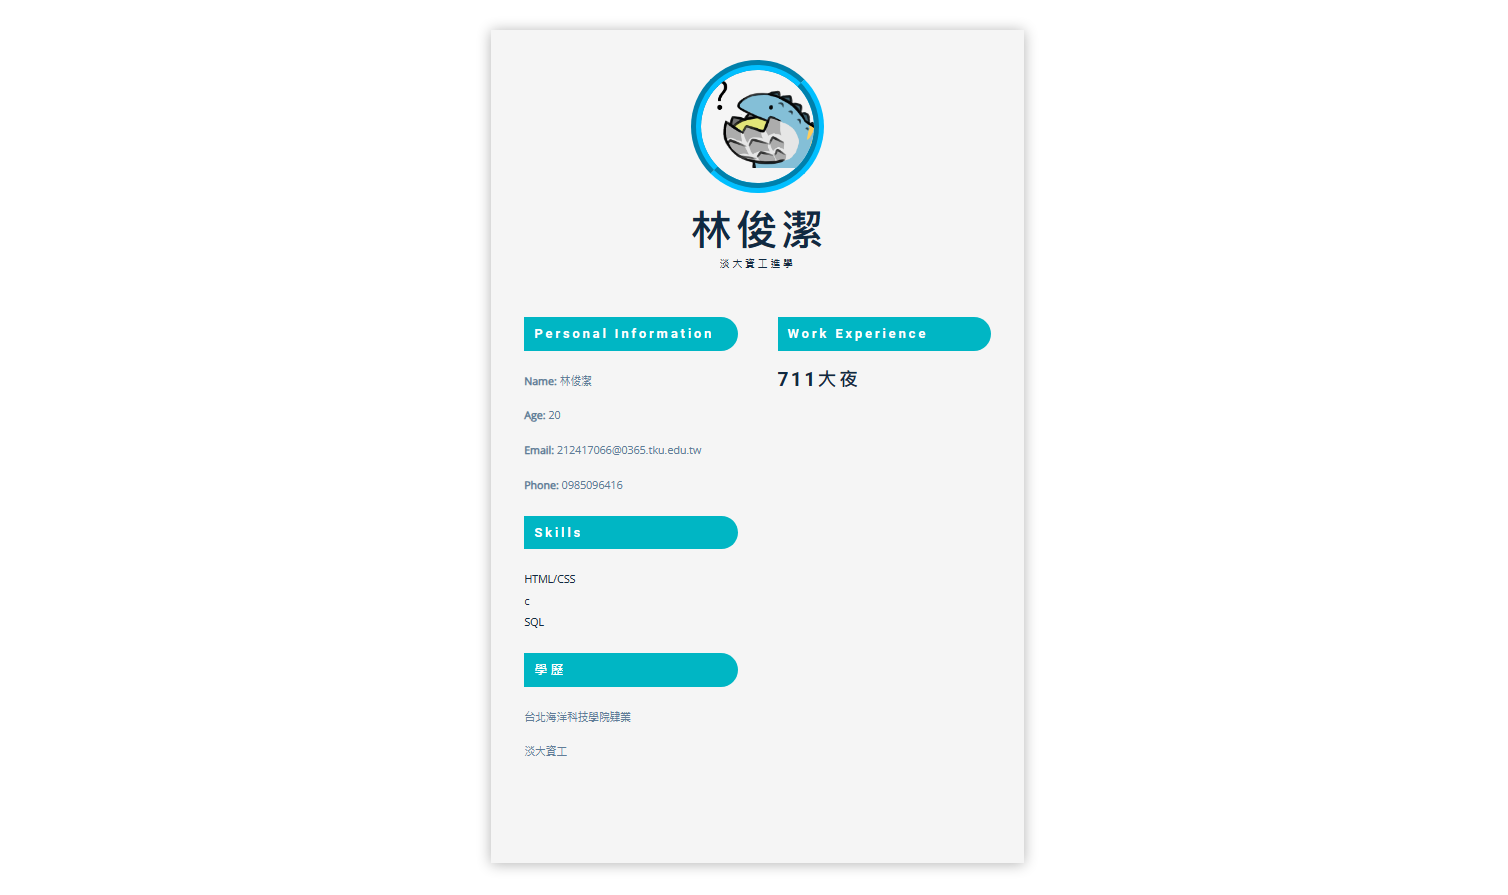 ?
林俊潔
淡大資工進學
Personal Information
Name: 林俊潔
Age: 20
Email: 212417066@0365.tku.edu.tw
Phone: 0985096416
Skills
HTML/CSS
c
SQL
學歷
台北海洋科技學院肄業
淡大資工
Work Experience
711大夜